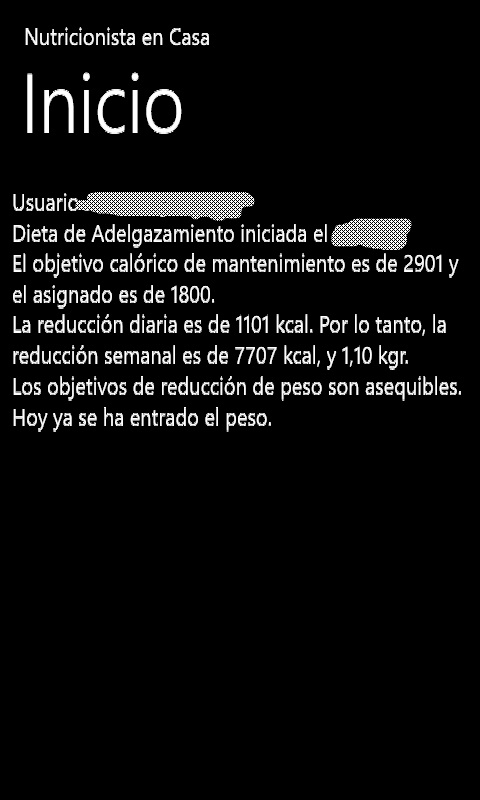 Nutricionista en Casa
Inicio
Usuario
Dieta de Adelgazamiento iniciada el
El objetivo calórico de mantenimiento es de 2901 y
el asignado es de 1800.
La reducción diaria es de 1101 kcal. Por lo tanto, la
reducción semanal es de 7707 kcal, y 1,10 kgr.
Los objetivos de reducción de peso son asequibles.
Hoy ya se ha entrado el peso.